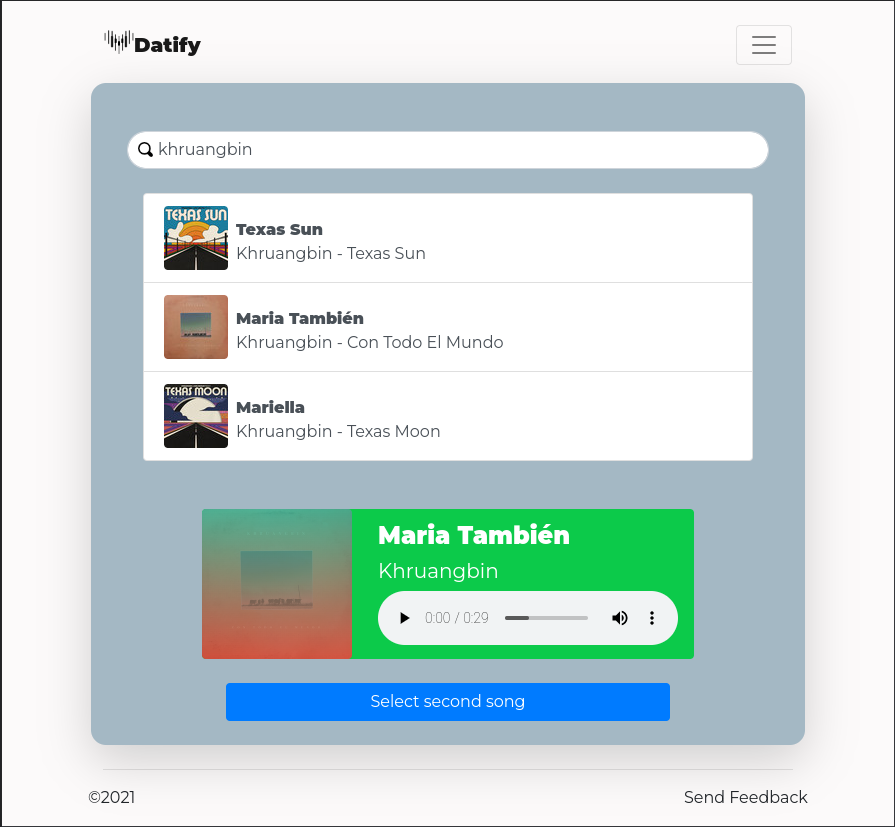 Datify
khruangbin
TEXAS SUN
Texas Sun
Khruangbin - Texas Sun
Maria También
Khruangbin - Con Todo El Mundo
TEXAS MOON
Mariella
Khruangbin - Texas Moon
Maria También
Khruangbin
0:00 / 0:29
Select second song
©2021
Send Feedback